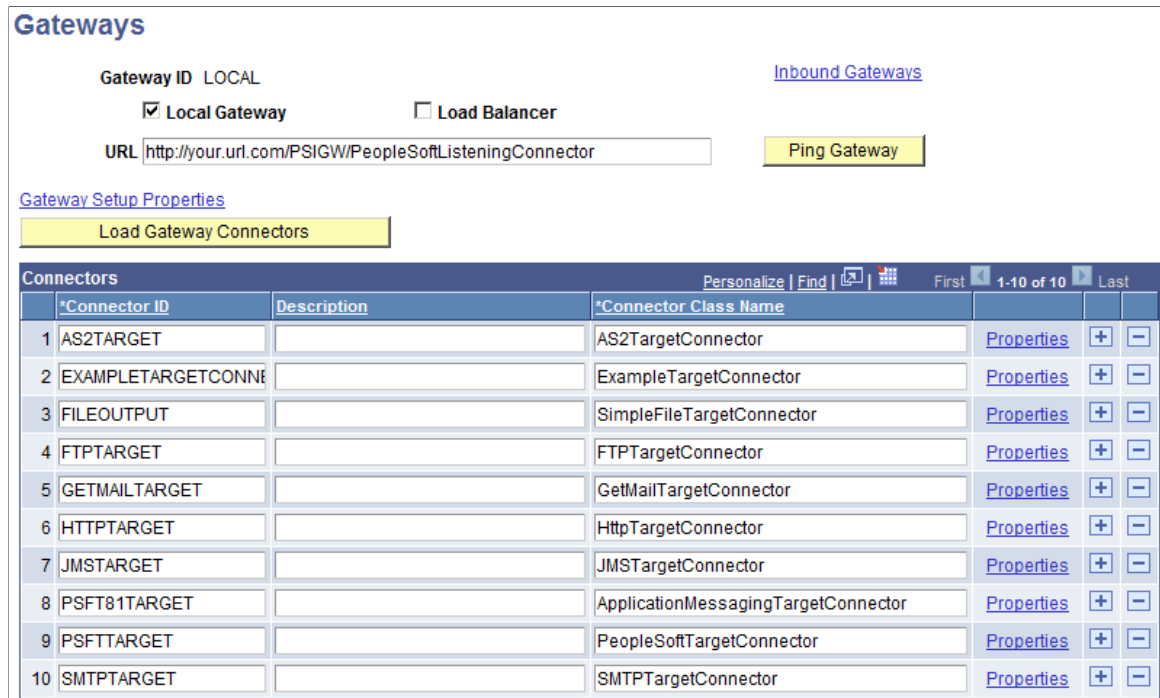 Gateways
Gateway ID LOCAL Inbound Gateways
Local Gateway Load Balancer
URL http://your.url.com/PSIGW/PeopleSoftListeningConnector Ping Gateway
Gateway Setup Properties
Load Gateway Connectors
Connectors Personalize | Find | | First 1-10 of 10 Last
*Connector ID Description *Connector Class Name
1 AS2TARGET AS2TargetConnector Properties
2 EXAMPLETARGETCONNE ExampleTargetConnector Properties
3 FILEOUTPUT SimpleFileTargetConnector Properties
4 FTPTARGET FTPTargetConnector Properties
5 GETMAILTARGET GetMailTargetConnector Properties
6 HTTPTARGET HttpTargetConnector Properties
7 JMSTARGET JMSTargetConnector Properties
8 PSFT81TARGET ApplicationMessagingTargetConnector Properties
9 PSFTTARGET PeopleSoftTargetConnector Properties
10 SMTPTARGET SMTPTargetConnector Properties